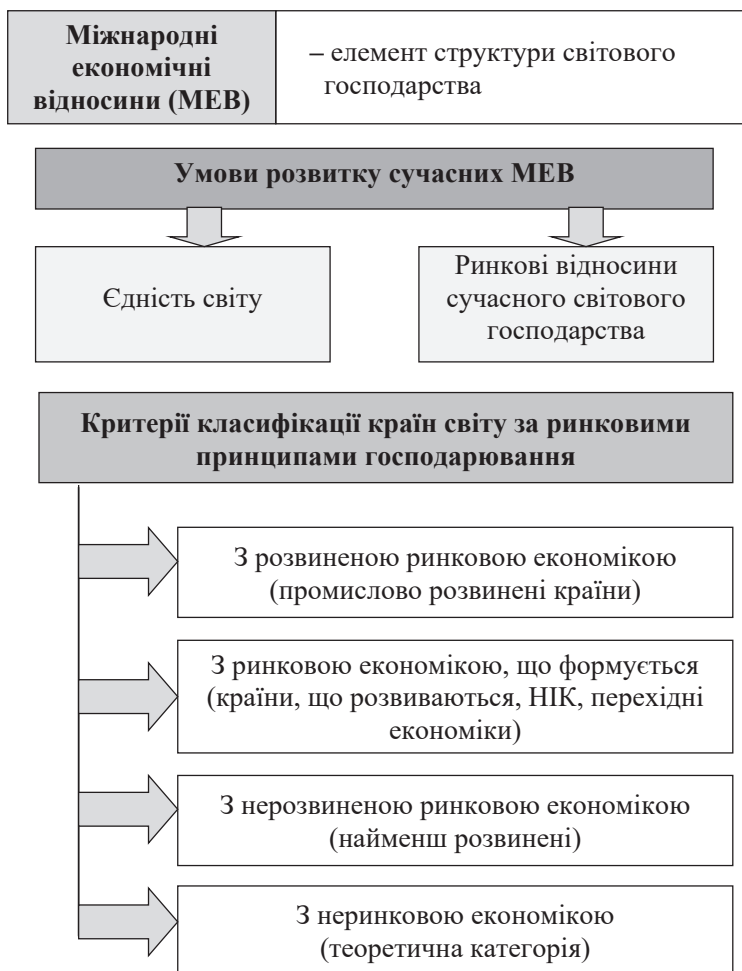 Міжнародні
економічні
відносини (МЕВ)
– елемент структури світового
господарства
Умови розвитку сучасних МЕВ
Єдність світу
Ринкові відносини
сучасного світового
господарства
Критерії класифікації країн світу за ринковими
принципами господарювання
З розвиненою ринковою економікою
(промислово розвинені країни)
З ринковою економікою, що формується
(країни, що розвиваються, НІК, перехідні
економіки)
З нерозвиненою ринковою економікою
(найменш розвинені)
З неринковою економікою
(теоретична категорія)